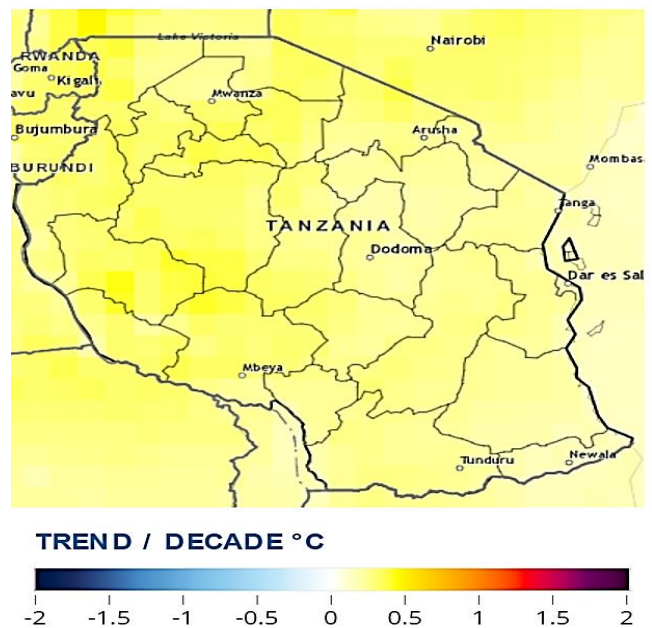 Lake Victoria
Nairobi
RWANDA
Goma
Kigali
avu
Mwanza
Bujumbura
Arusha
Mombas
BURUNDI
Tanga
TANZANIA
Dodoma
Dar es Sal
Mbeya
Tunduru
Newala
TREND / DECADE °C
-2 -1.5 -1 -0.5 0 0.5 1 1.5 2